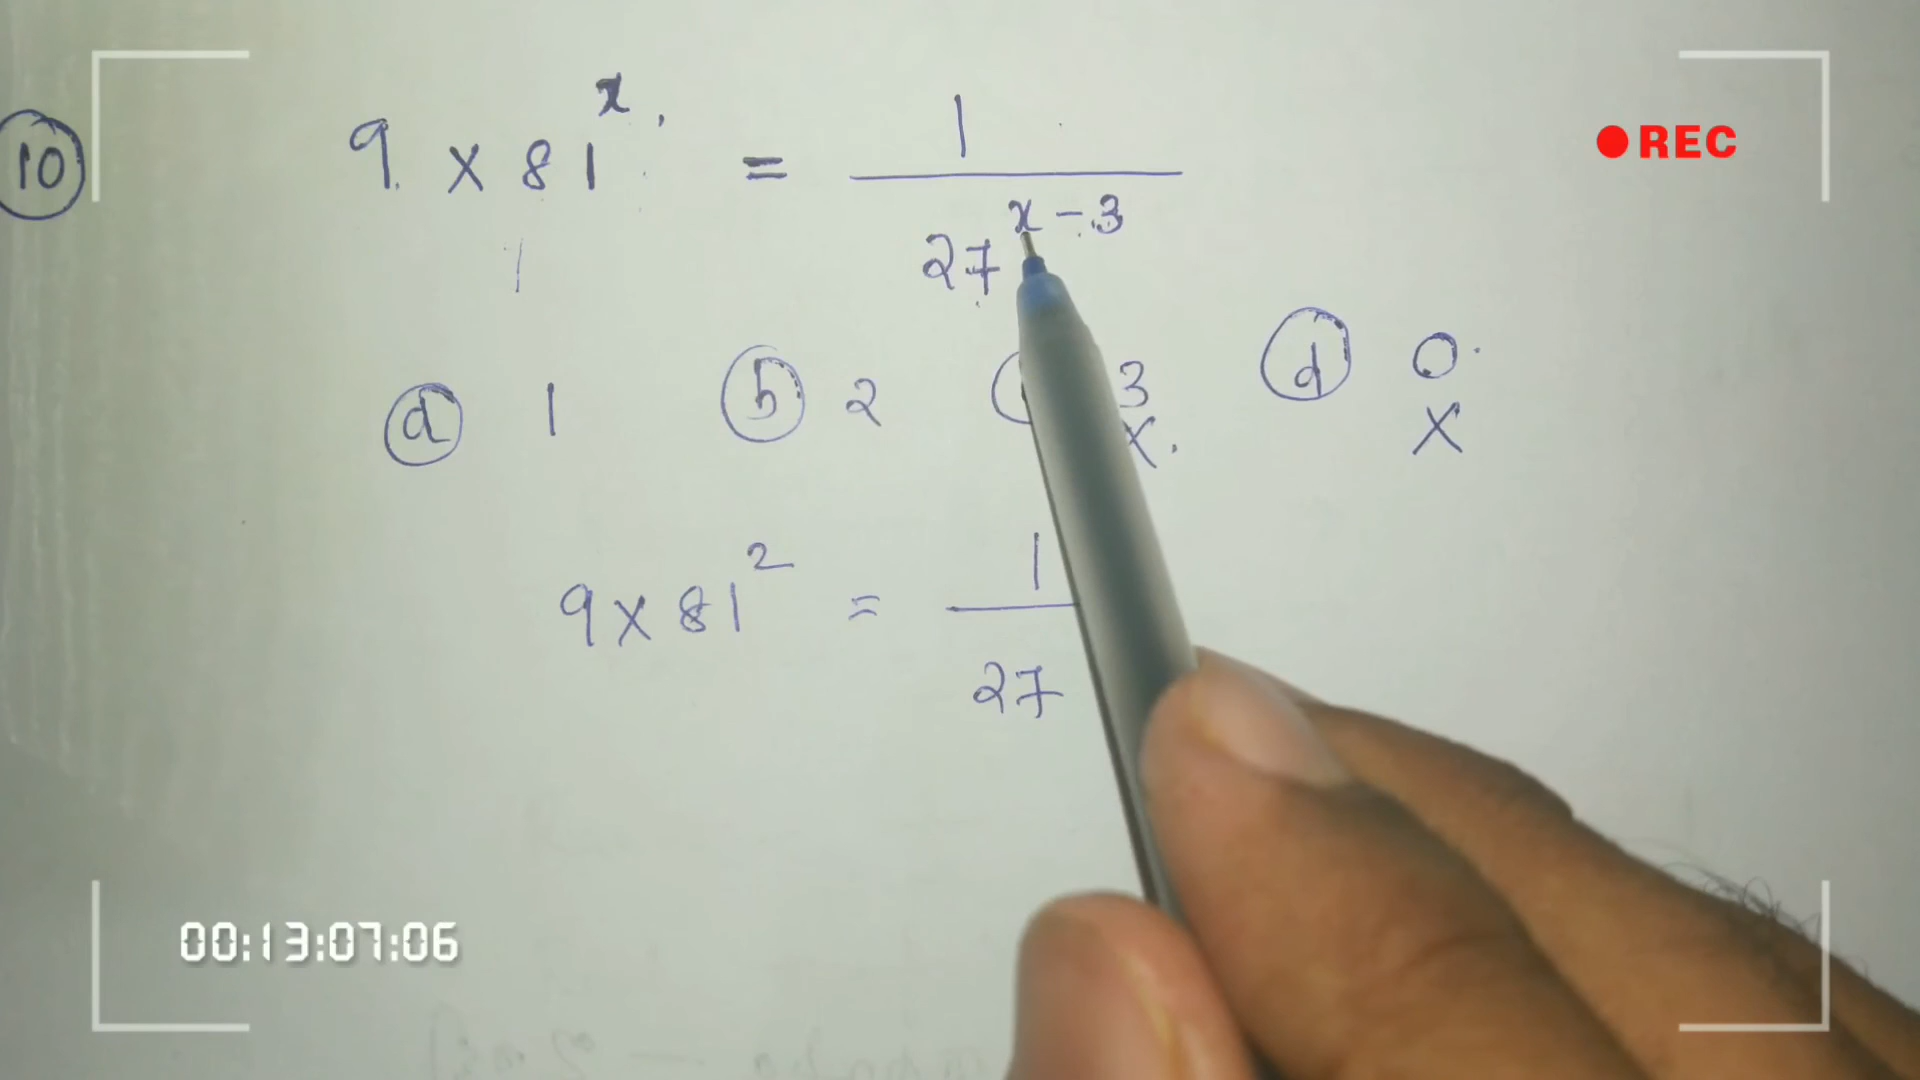 REC
⑩ 9 × 81^x = 1 / 27^(x-3)
ⓐ 1 ⓑ 2 3 ⓓ 0
x. x
9 × 81^2 = 1 / 27
00:13:07:06